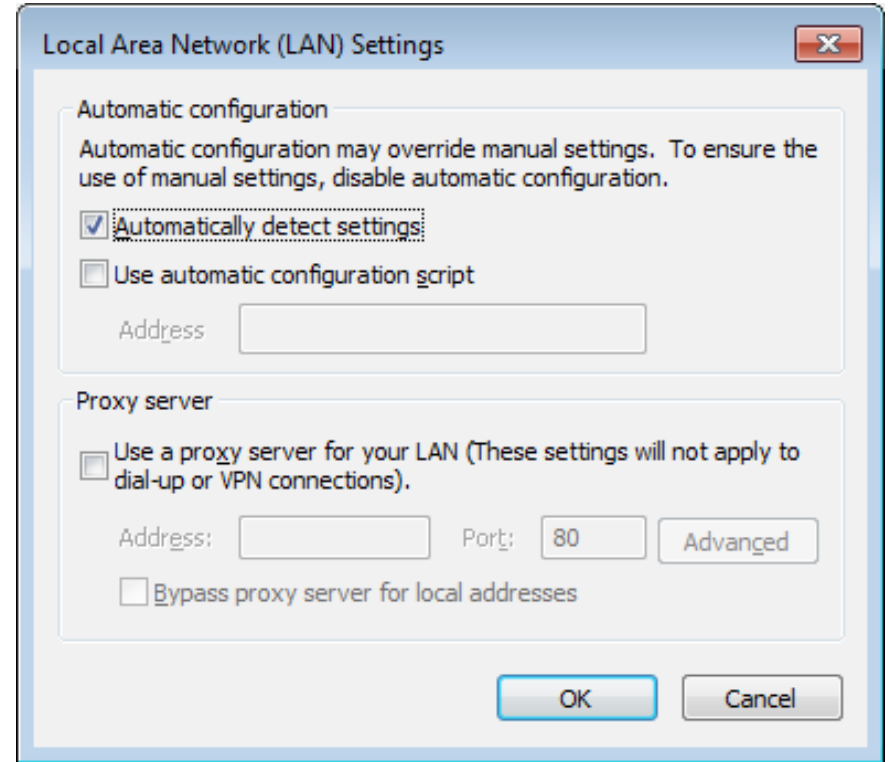 Local Area Network (LAN) Settings
Automatic configuration
Automatic configuration may override manual settings. To ensure the
use of manual settings, disable automatic configuration.
Automatically detect settings
Use automatic configuration script
Address
Proxy server
Use a proxy server for your LAN (These settings will not apply to
dial-up or VPN connections).
Address: Port: 80 Advanced
Bypass proxy server for local addresses
OK Cancel